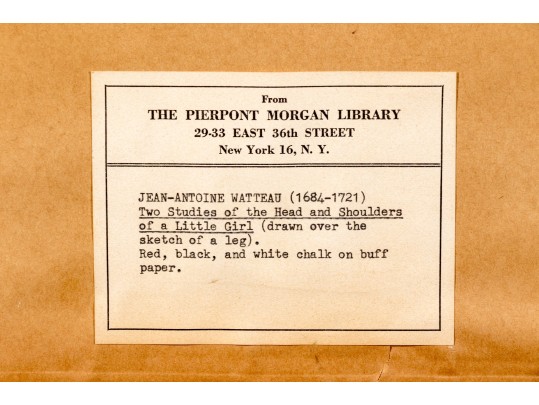 From
THE PIERPONT MORGAN LIBRARY
29-33 EAST 36th STREET
New York 16, N. Y.
JEAN-ANTOINE WATTEAU (1684-1721)
Two Studies of the Head and Shoulders
of a Little Girl (drawn over the
sketch of a leg).
Red, black, and white chalk on buff
paper.